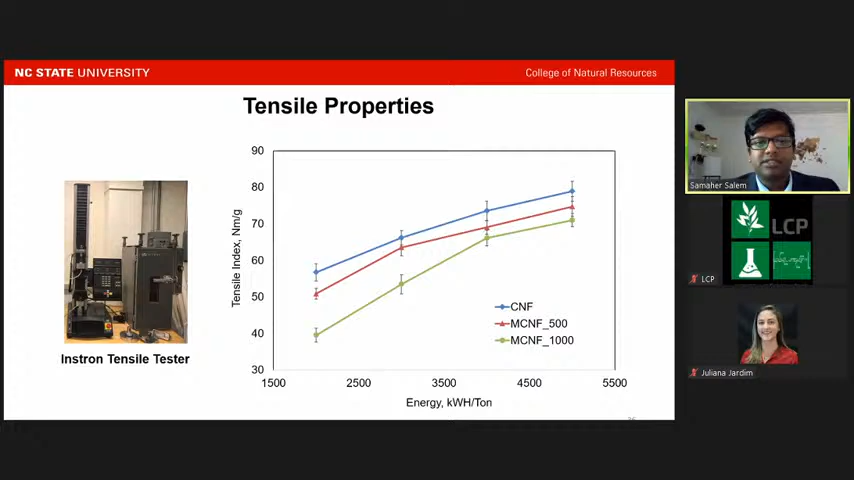 NC STATE UNIVERSITY
College of Natural Resources
Tensile Properties
90
80
70
60
50
40
30
Tensile Index, Nm/g
CNF
MCNF_500
MCNF_1000
1500
2500
3500
4500
5500
Energy, kWH/Ton
Instron Tensile Tester
Samaher Salem
LCP
LCP
Juliana Jardim